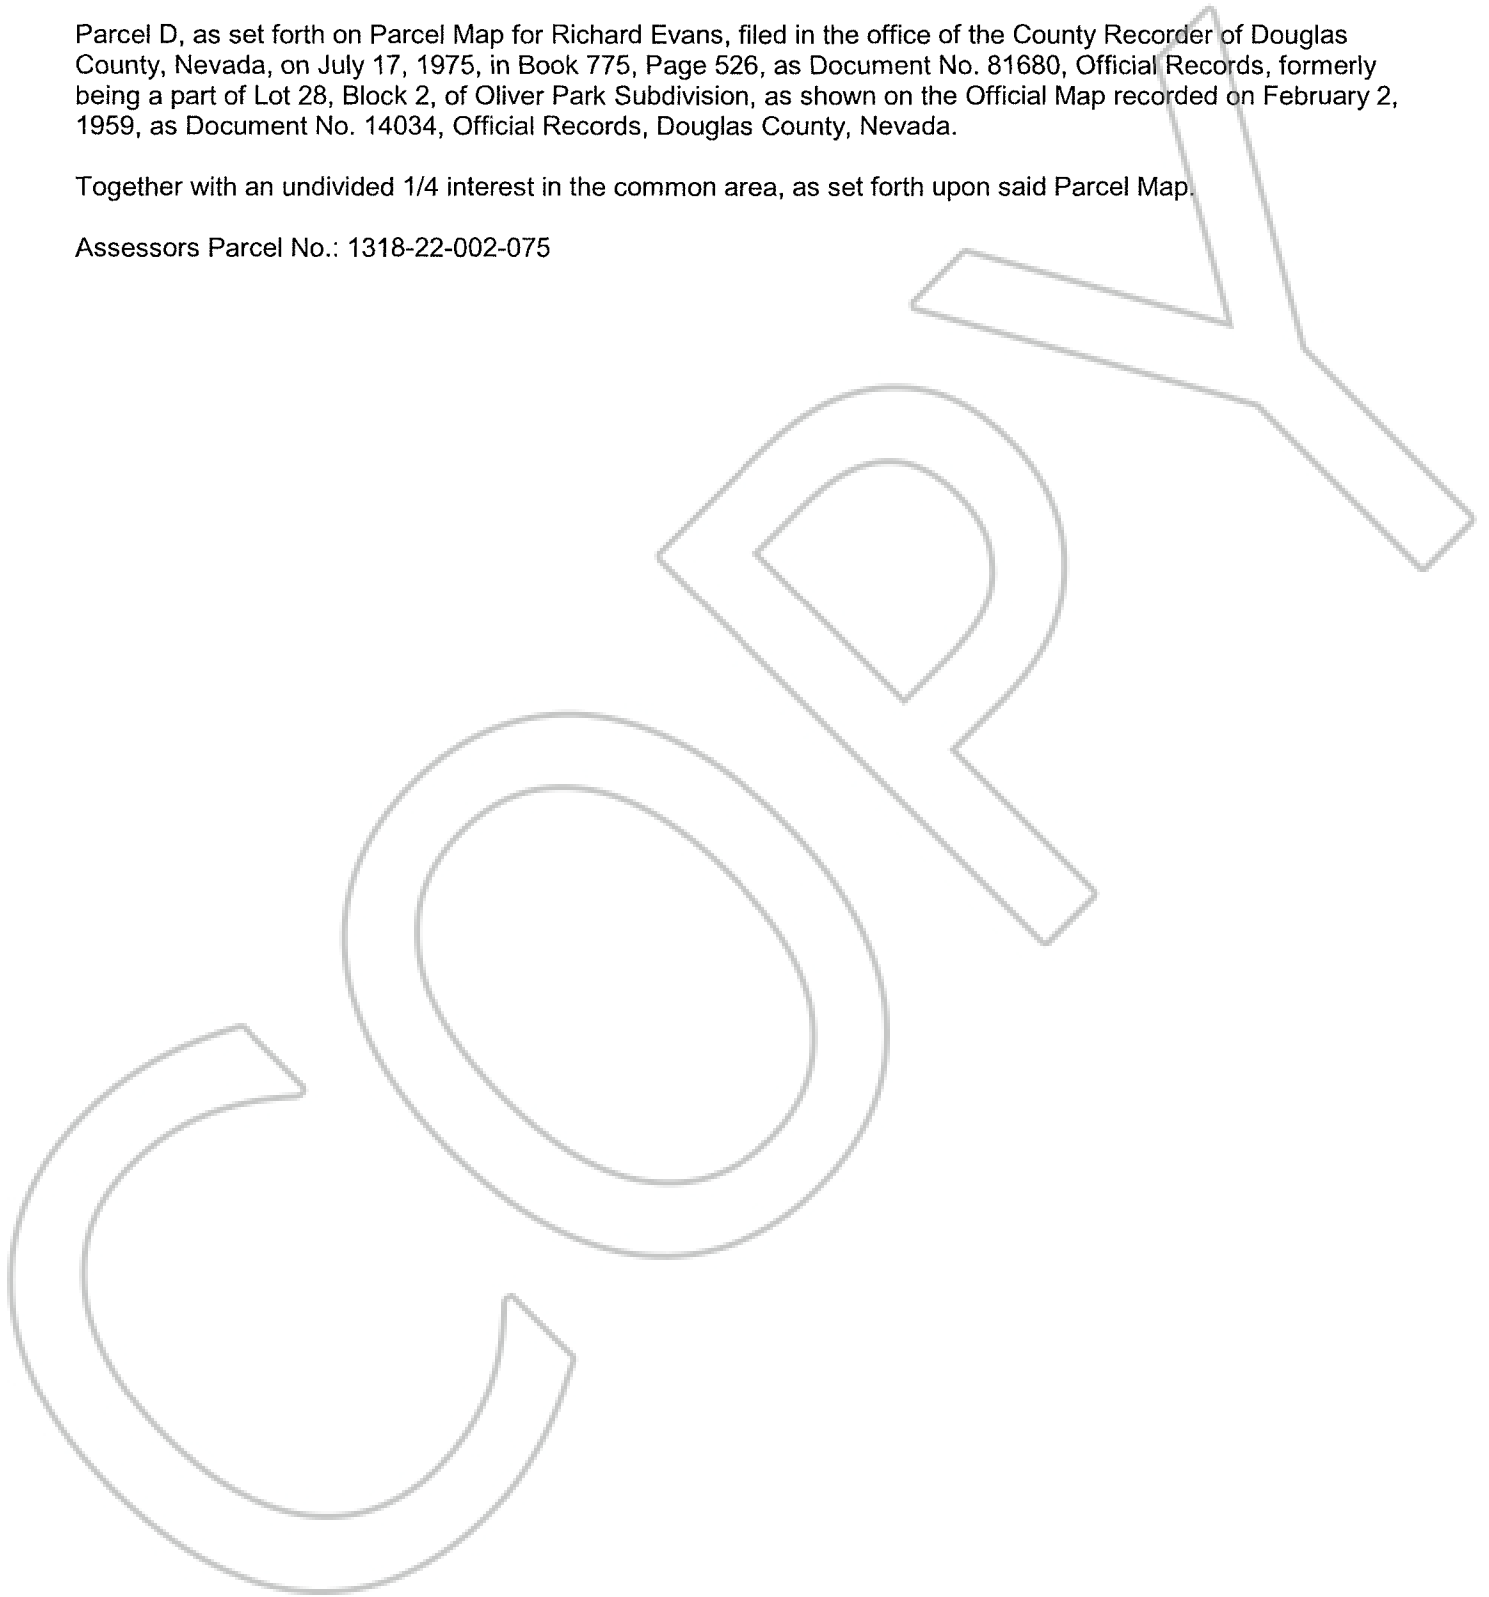 Parcel D, as set forth on Parcel Map for Richard Evans, filed in the office of the County Recorder of Douglas
County, Nevada, on July 17, 1975, in Book 775, Page 526, as Document No. 81680, Official Records, formerly
being a part of Lot 28, Block 2, of Oliver Park Subdivision, as shown on the Official Map recorded on February 2,
1959, as Document No. 14034, Official Records, Douglas County, Nevada.
Together with an undivided 1/4 interest in the common area, as set forth upon said Parcel Map.
Assessors Parcel No.: 1318-22-002-075
COPY